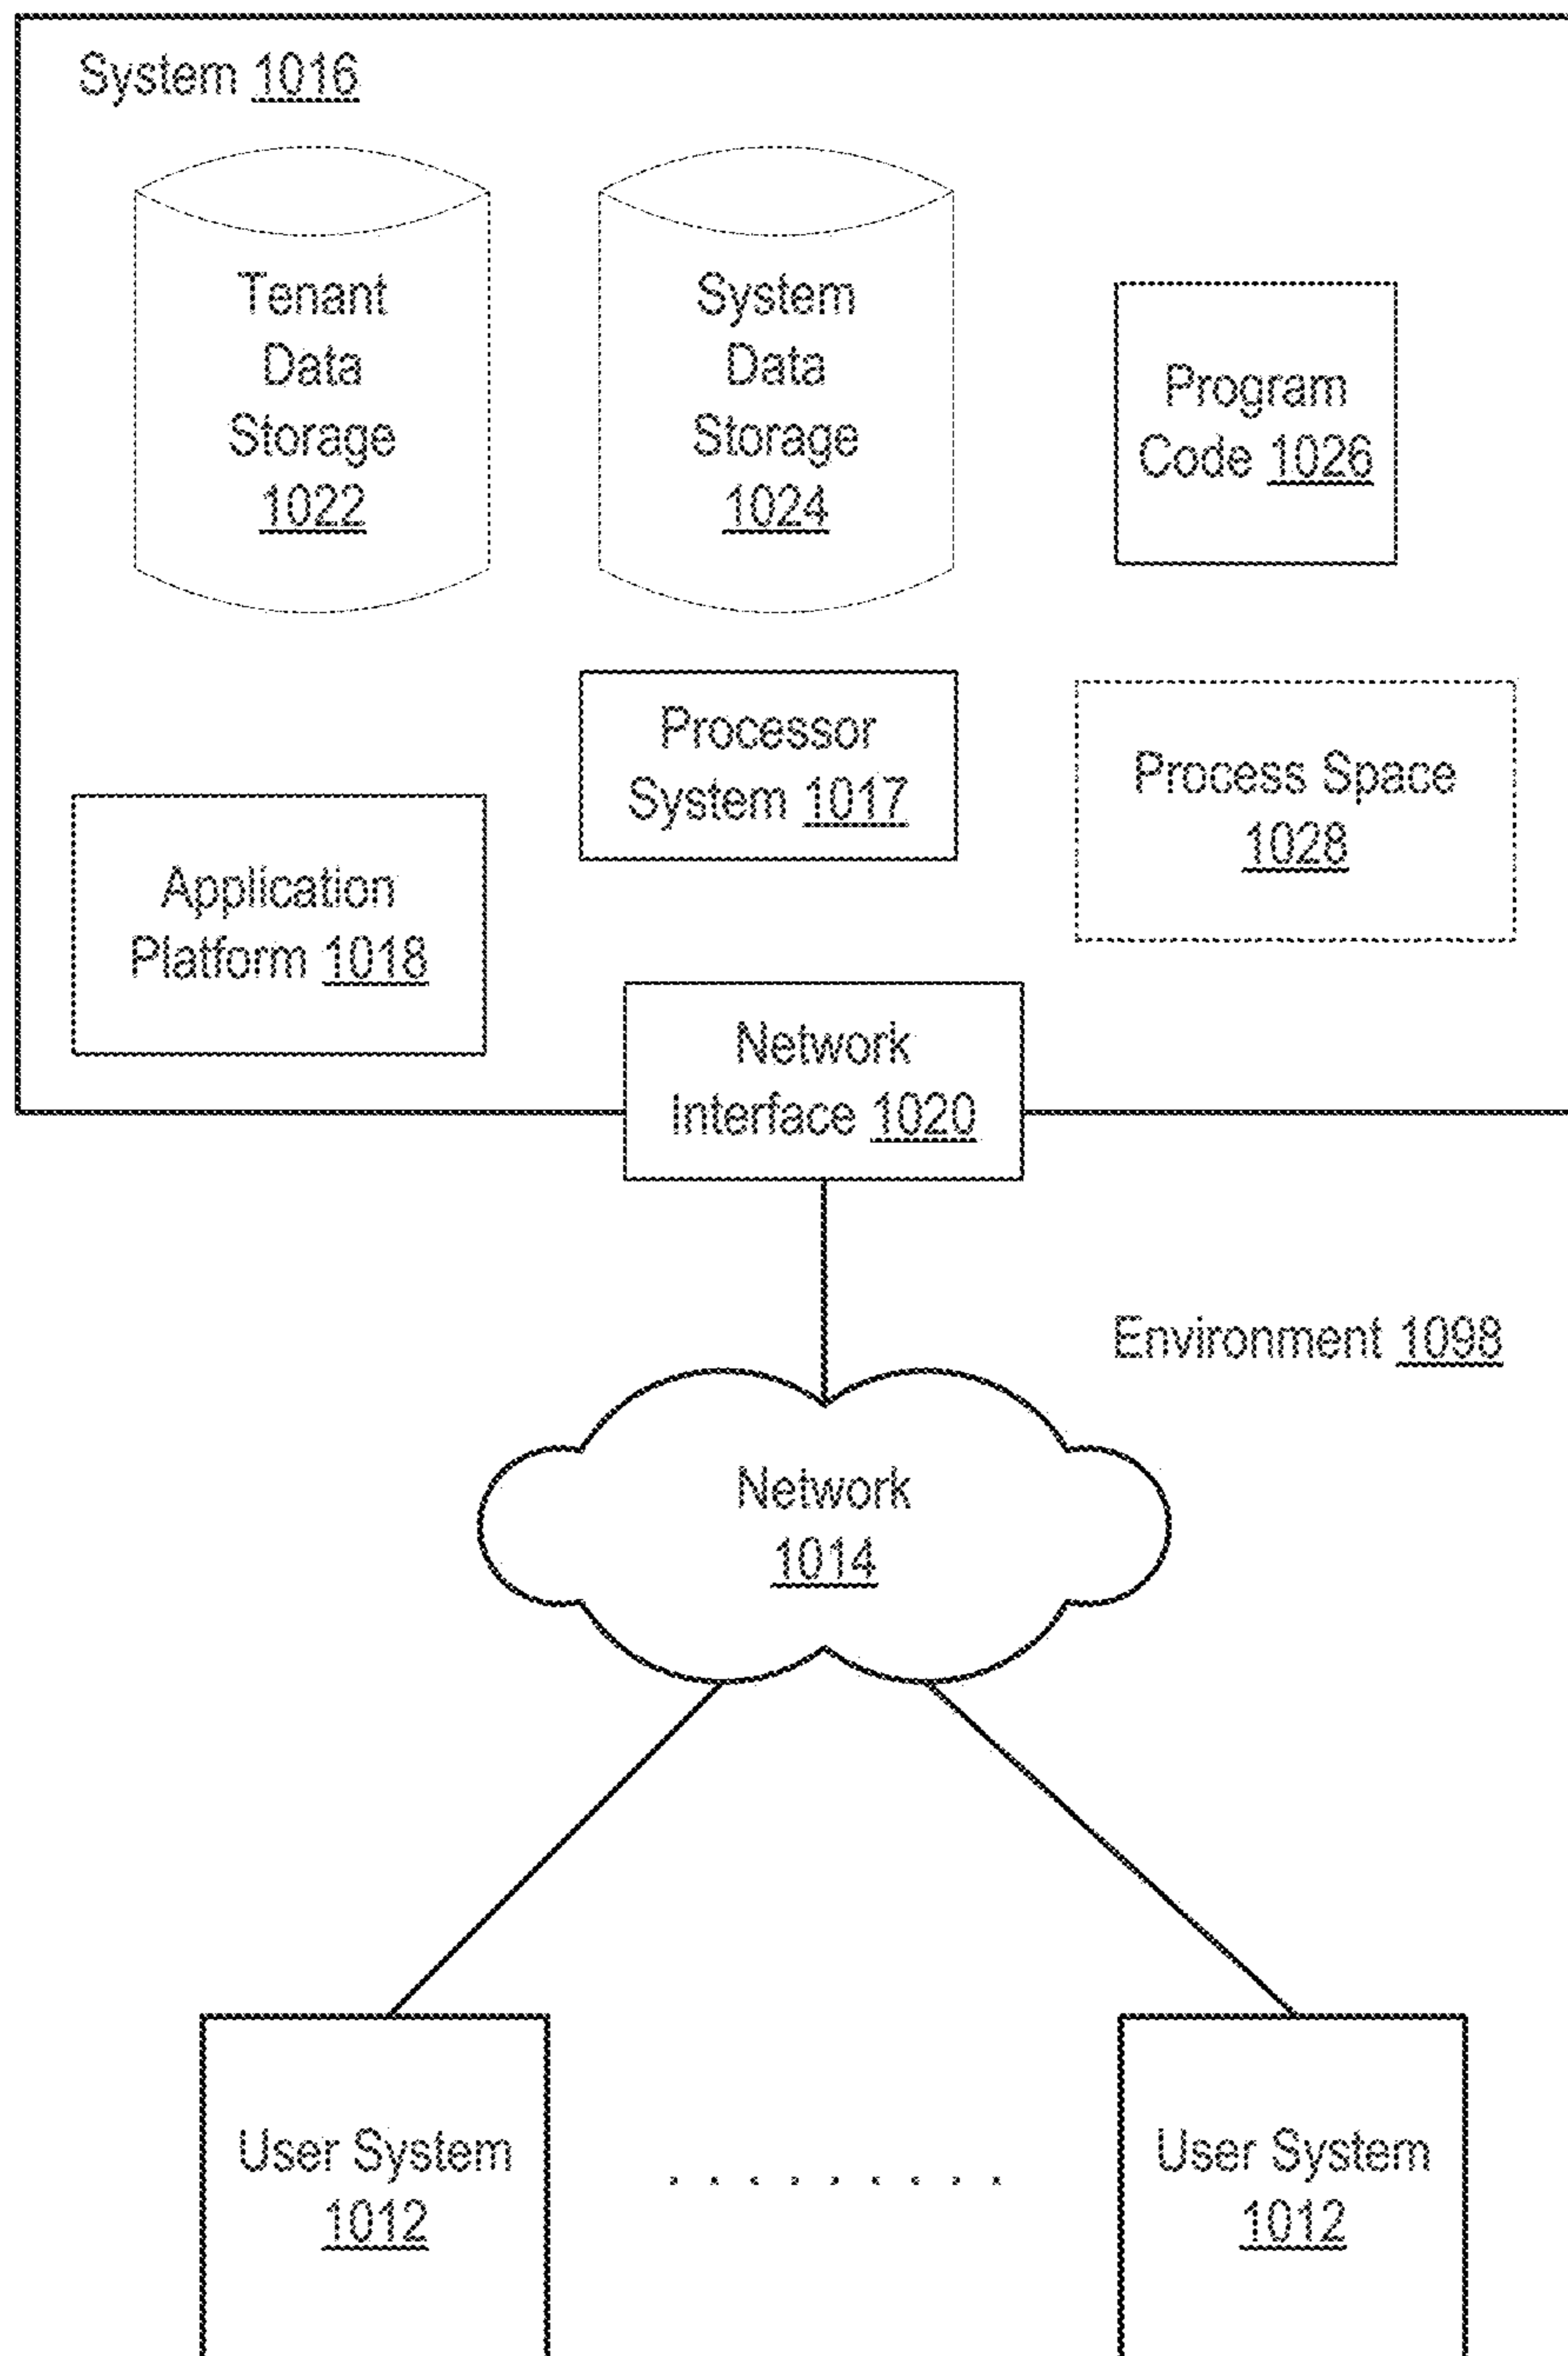 System 1016
Tenant
Data
Storage
1022
System
Data
Storage
1024
Program
Code 1026
Processor
System 1017
Process Space
1028
Application
Platform 1018
Network
Interface 1020
Environment 1098
Network
1014
User System
1012
User System
1012